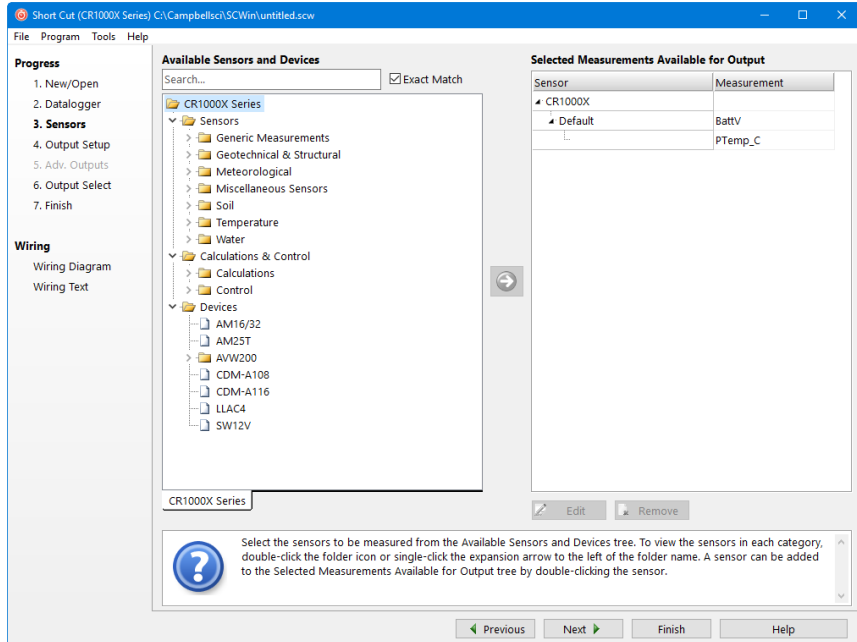 Short Cut (CR1000X Series) C:\Campbellsci\SCWin\untitled.scw
File Program Tools Help
Progress
1. New/Open
2. Datalogger
3. Sensors
4. Output Setup
5. Adv. Outputs
6. Output Select
7. Finish
Wiring
Wiring Diagram
Wiring Text
Available Sensors and Devices
Search...
Exact Match
CR1000X Series
Sensors
Generic Measurements
Geotechnical & Structural
Meteorological
Miscellaneous Sensors
Soil
Temperature
Water
Calculations & Control
Calculations
Control
Devices
AM16/32
AM25T
AVW200
CDM-A108
CDM-A116
LLAC4
SW12V
CR1000X Series
Selected Measurements Available for Output
Sensor Measurement
CR1000X
Default BattV
PTemp_C
Edit Remove
Select the sensors to be measured from the Available Sensors and Devices tree. To view the sensors in each category,
double-click the folder icon or single-click the expansion arrow to the left of the folder name. A sensor can be added
to the Selected Measurements Available for Output tree by double-clicking the sensor.
Previous Next Finish Help